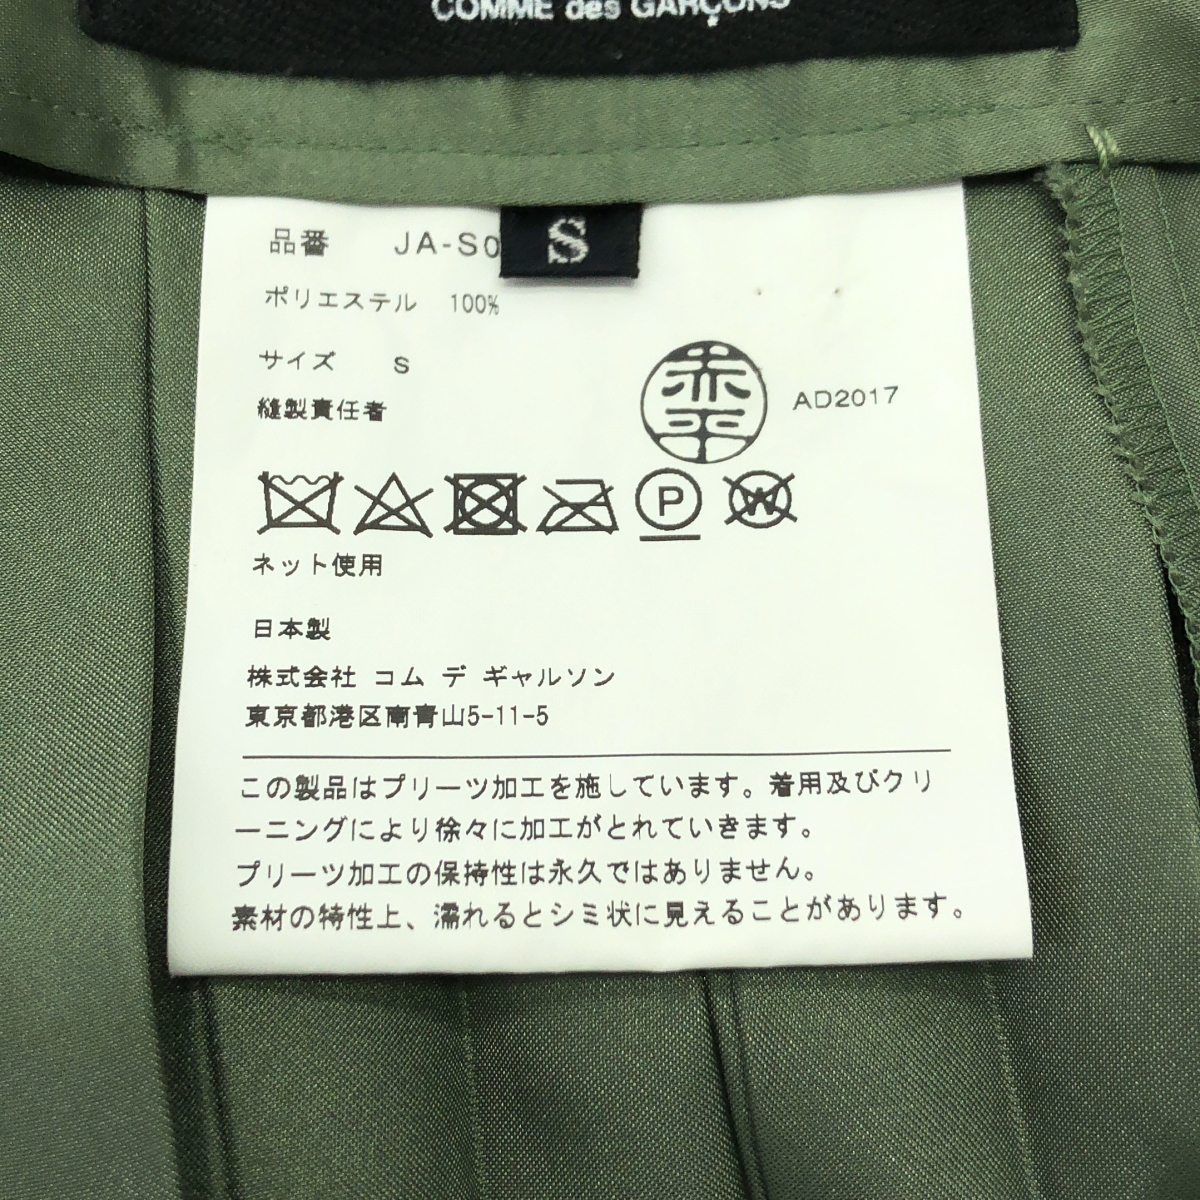 COMME des GARÇONS
品番 JA-S0
S
ポリエステル 100%
サイズ S
縫製責任者
赤平
AD2017
P
W
ネット使用
日本製
株式会社 コム デ ギャルソン
東京都港区南青山5-11-5
この製品はプリーツ加工を施しています。着用及びクリ
ーニングにより徐々に加工がとれていきます。
プリーツ加工の保持性は永久ではありません。
素材の特性上、濡れるとシミ状に見えることがあります。